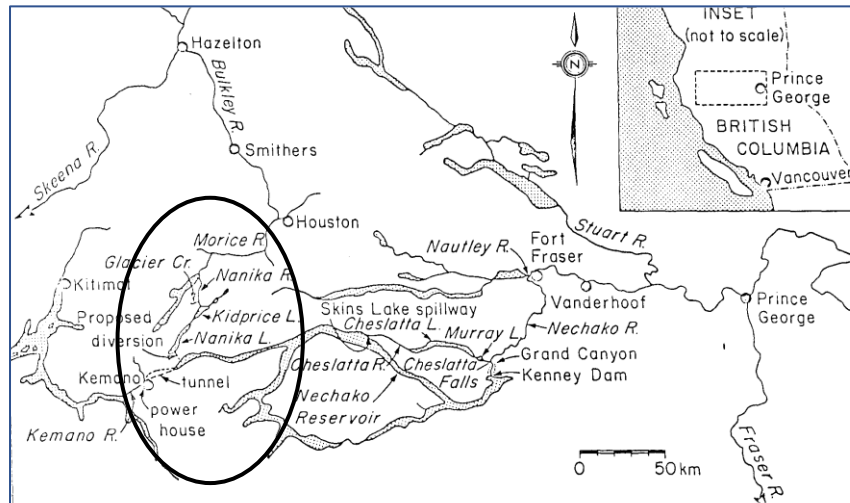 INSET
(not to scale)
Prince
George
BRITISH
COLUMBIA
Vancouver
N
Hazelton
Bulkley R.
Smithers
Skeena R.
Houston
Morice R.
Glacier Cr.
Nanika R.
Kitimat
Kidprice L.
Proposed
diversion
Nanika L.
Kemano
tunnel
power
house
Kemano R.
Stuart R.
Nautley R.
Fort
Fraser
Vanderhoof
Prince
George
Skins Lake spillway
Cheslatta L.
Murray L.
Nechako R.
Grand Canyon
Kenney Dam
Cheslatta R.
Cheslatta
Falls
Nechako
Reservoir
0 50 km
Fraser R.